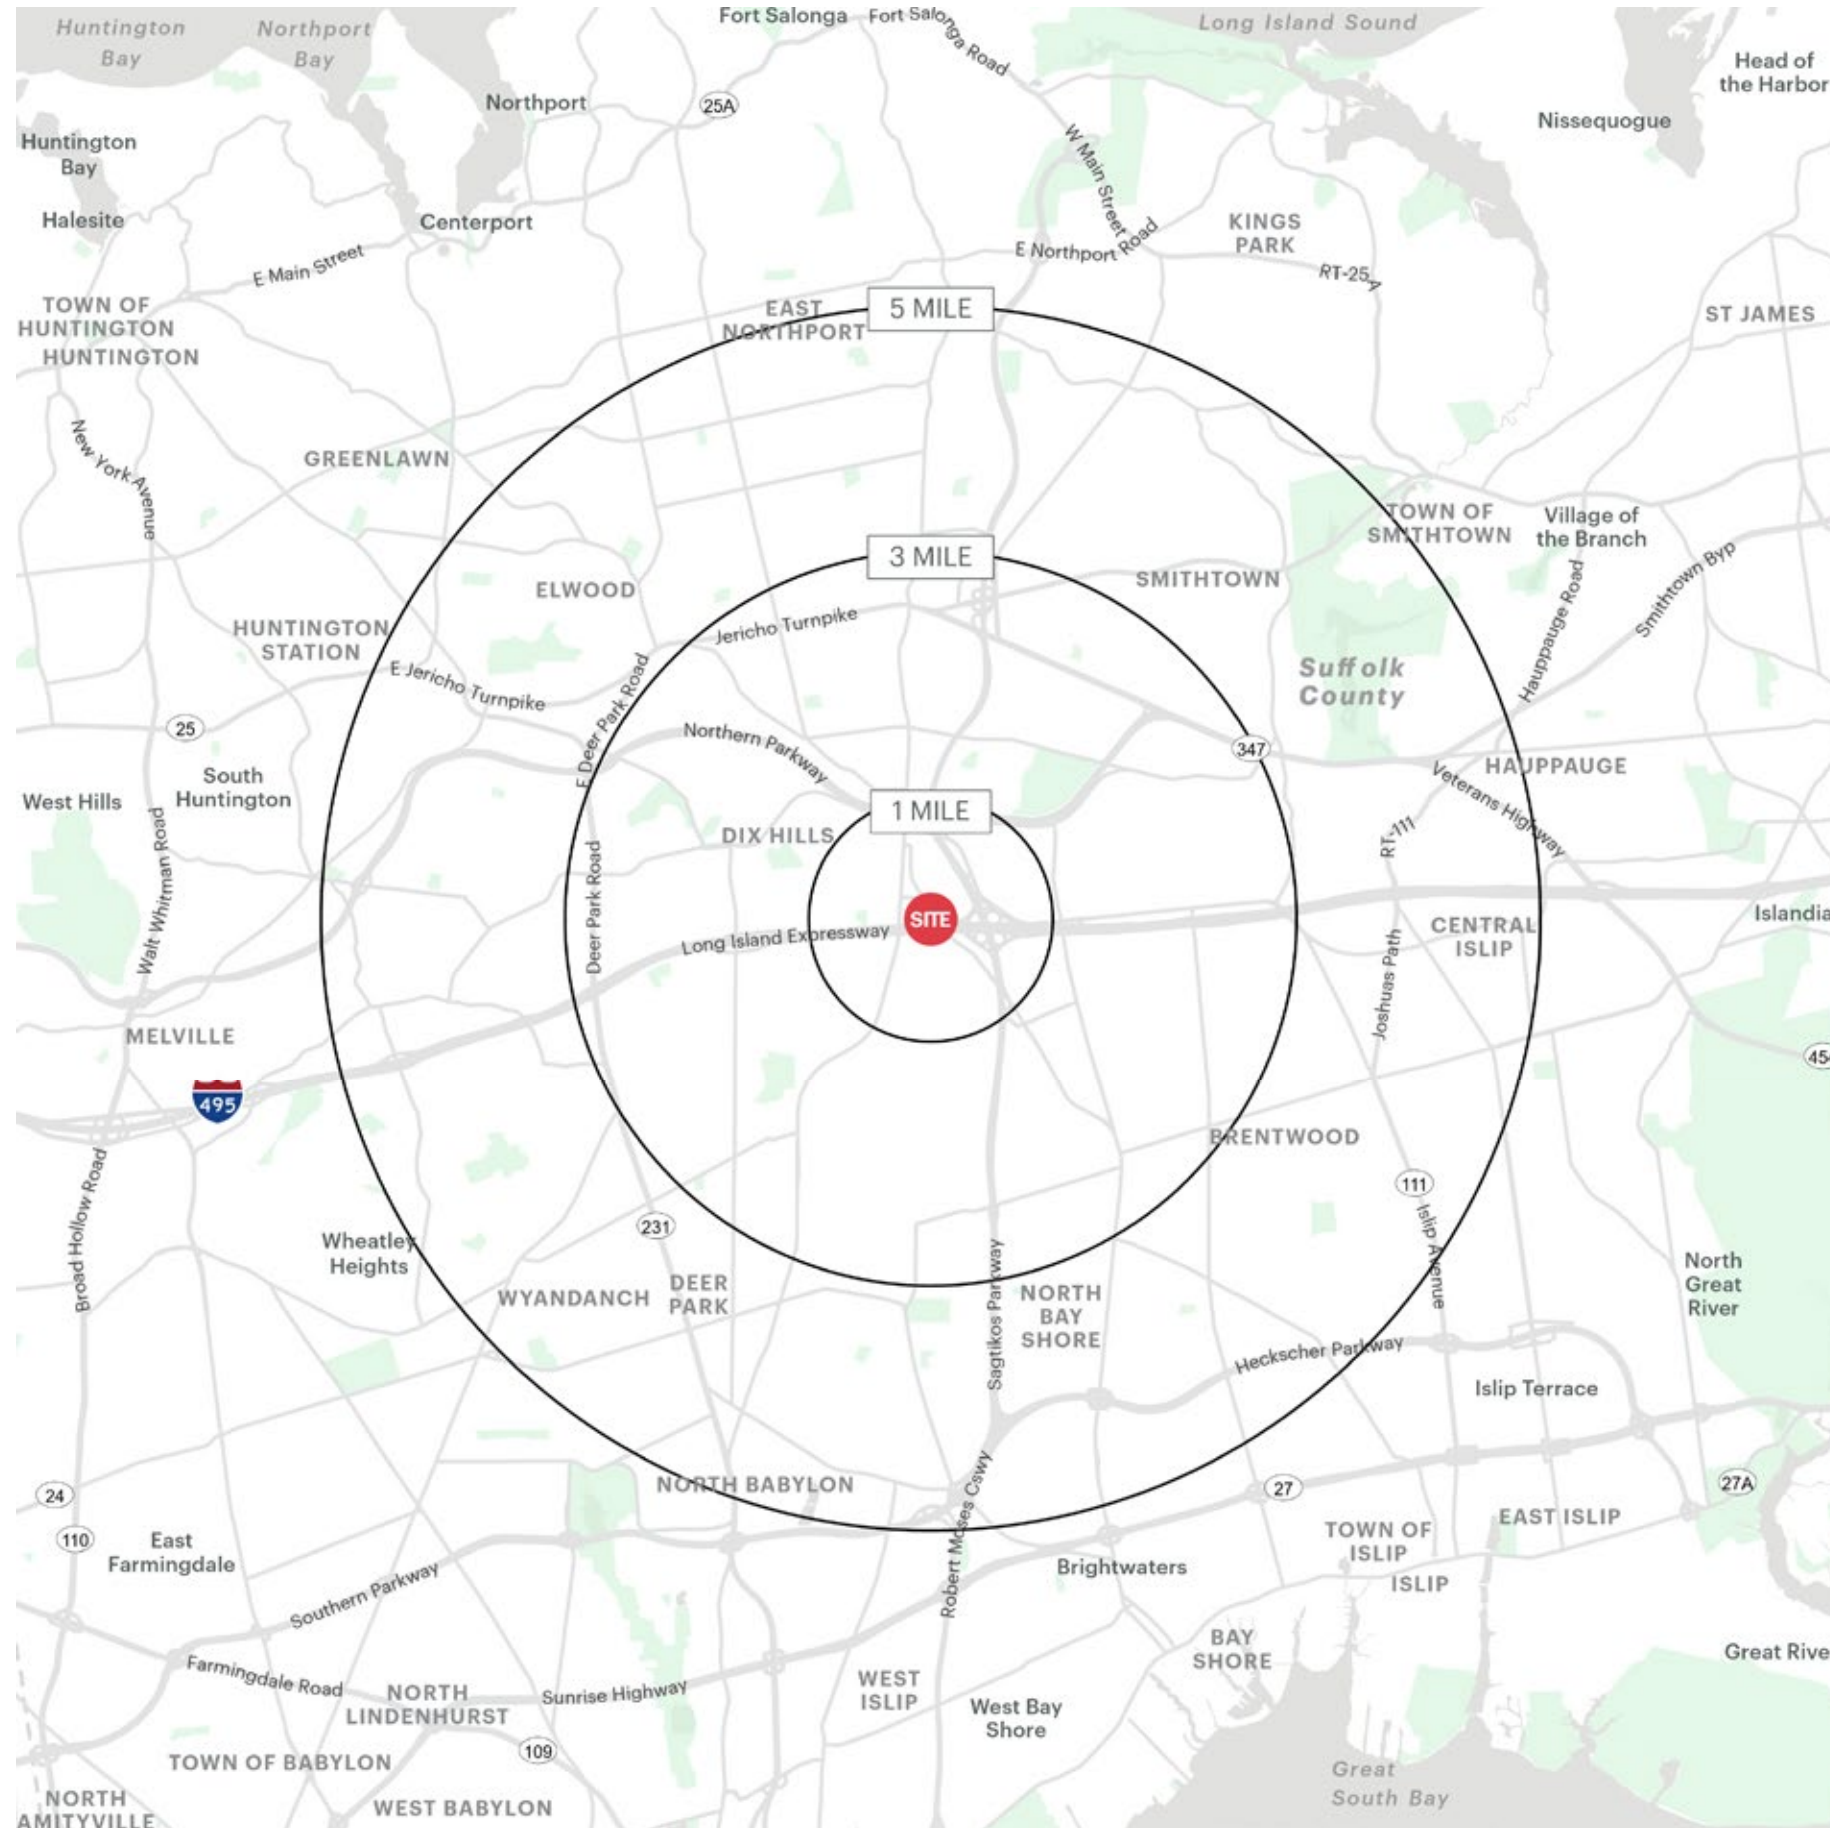 Huntington
Bay
Northport
Bay
Fort Salonga
Fort Salonga Road
Long Island Sound
Head of
the Harbor
Northport
25A
Nissequogue
Huntington
Bay
W Main Street
Halesite
Centerport
KINGS
PARK
E Northport Road
E Main Street
RT-25A
TOWN OF
HUNTINGTON
HUNTINGTON
EAST
NORTHPORT
5 MILE
ST JAMES
New York Avenue
GREENLAWN
TOWN OF
SMITHTOWN
Village of
the Branch
3 MILE
Smithtown Byp
SMITHTOWN
ELWOOD
Hauppauge Road
HUNTINGTON
STATION
Jericho Turnpike
E Jericho Turnpike
E Deer Park Road
Suffolk
County
25
Northern Parkway
347
HAUPPAUGE
South
Huntington
West Hills
Veterans Highway
1 MILE
DIX HILLS
RT-111
Walt Whitman Road
Deer Park Road
SITE
Long Island Expressway
CENTRAL
ISLIP
Islandia
Joshuas Path
MELVILLE
454
495
BRENTWOOD
111
Islip Avenue
Broad Hollow Road
231
Wheatley
Heights
WYANDANCH
DEER
PARK
Sagtikos Parkway
NORTH
BAY
SHORE
North
Great
River
Heckscher Parkway
Islip Terrace
NORTH BABYLON
24
27
27A
110
East
Farmingdale
Robert Moses Cswy
TOWN OF
ISLIP
EAST ISLIP
Brightwaters
ISLIP
Southern Parkway
BAY
SHORE
Great Rive
Farmingdale Road
NORTH
LINDENHURST
Sunrise Highway
WEST
ISLIP
West Bay
Shore
109
TOWN OF BABYLON
Great
South Bay
NORTH
AMITYVILLE
WEST BABYLON